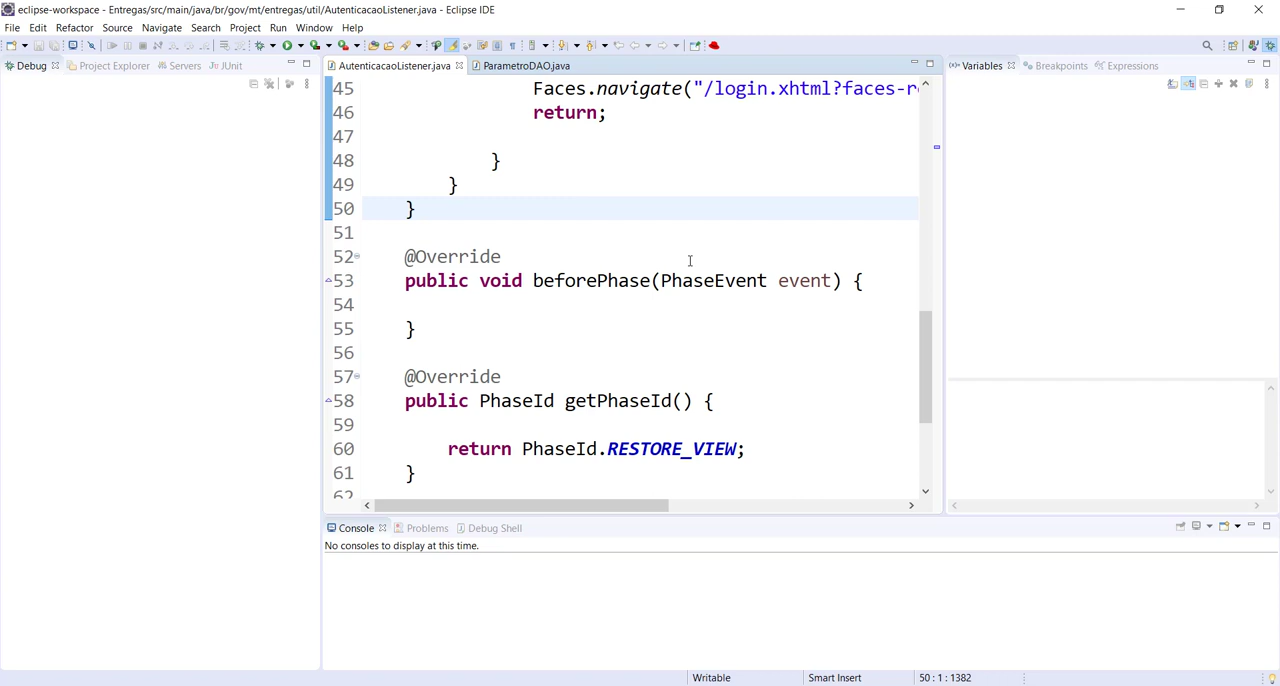 eclipse-workspace - Entregas/src/main/java/br/gov/mt/entregas/util/AutenticacaoListener.java - Eclipse IDE
File Edit Refactor Source Navigate Search Project Run Window Help
Debug Project Explorer Servers JUnit
AutenticacaoListener.java ParametroDAO.java
Variables Breakpoints Expressions
45 Faces.navigate("/login.xhtml?faces-r
46 return;
47
48 }
49 }
50 }
51
52 @Override
53 public void beforePhase(PhaseEvent event) {
54
55 }
56
57 @Override
58 public PhaseId getPhaseId() {
59
60 return PhaseId.RESTORE_VIEW;
61 }
62
Console Problems Debug Shell
No consoles to display at this time.
Writable Smart Insert 50 : 1 : 1382